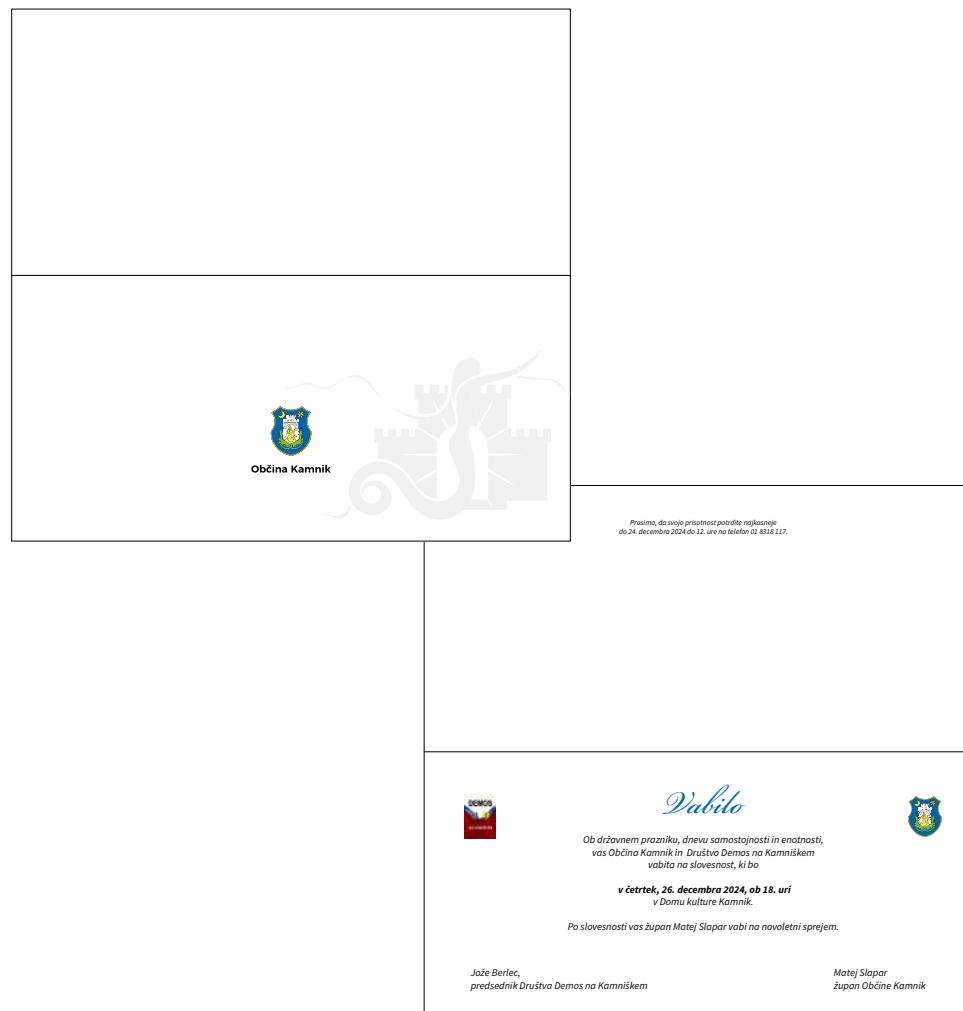 Občina Kamnik
Prosimo, da svojo prisotnost potrdite najkasneje
do 24. decembra 2024 do 12. ure na telefon 01 8318 117.
DEMOS
Vabilo
Ob državnem prazniku, dnevu samostojnosti in enotnosti,
vas Občina Kamnik in Društvo Demos na Kamniškem
vabita na slovesnost, ki bo
v četrtek, 26. decembra 2024, ob 18. uri
v Domu kulture Kamnik.
Po slovesnosti vas župan Matej Slapar vabi na novoletni sprejem.
Jože Berlec,
predsednik Društva Demos na Kamniškem
Matej Slapar
župan Občine Kamnik